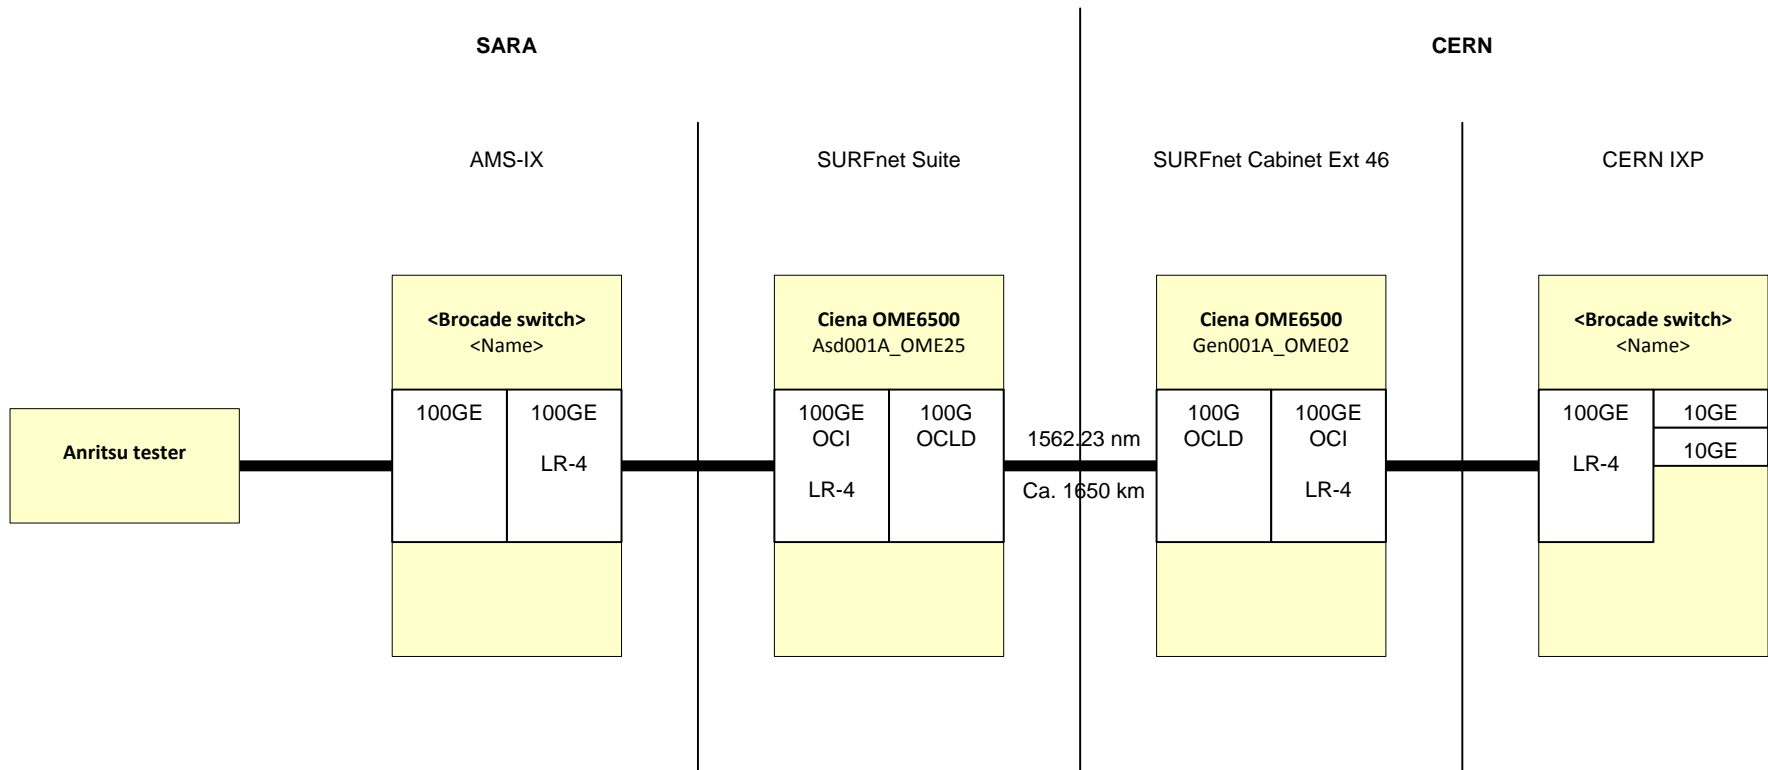 SARA
CERN
AMS-IX
SURFnet Suite
SURFnet Cabinet Ext 46
CERN IXP
Anritsu tester
<Brocade switch>
<Name>
100GE
100GE
LR-4
Ciena OME6500
Asd001A_OME25
100GE
OCI
LR-4
100G
OCLD
1562.23 nm
Ca. 1650 km
Ciena OME6500
Gen001A_OME02
100G
OCLD
100GE
OCI
LR-4
<Brocade switch>
<Name>
100GE
LR-4
10GE
10GE